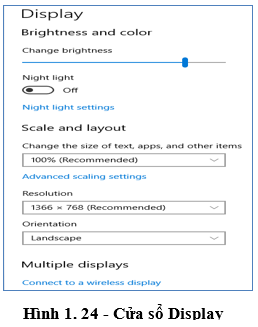 Display
Brightness and color
Change brightness
Night light
Off
Night light settings
Scale and layout
Change the size of text, apps, and other items
100% (Recommended)
Advanced scaling settings
Resolution
1366 × 768 (Recommended)
Orientation
Landscape
Multiple displays
Connect to a wireless display
Hình 1. 24 - Cửa sổ Display